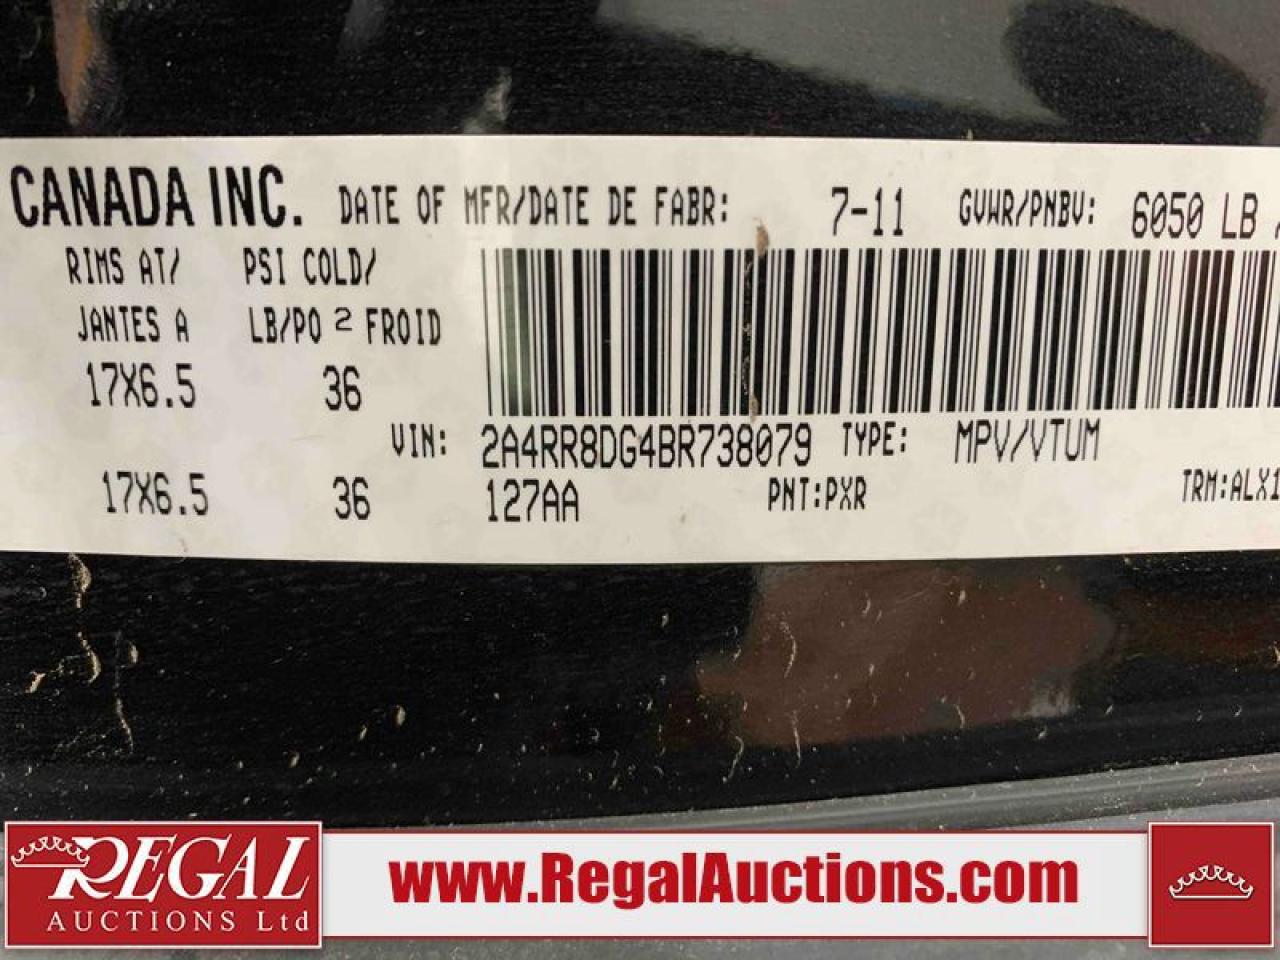 CANADA INC. DATE OF MFR/DATE DE FABR: 7-11 GVWR/PNBV: 6050 LB
RIMS AT/ PSI COLD/
JANTES A LB/PO 2 FROID
17X6.5 36
VIN: 2A4RR8DG4BR738079 TYPE: MPV/VTUM
17X6.5 36 127AA PNT:PXR TRM:ALX1
REGAL
AUCTIONS Ltd
www.RegalAuctions.com